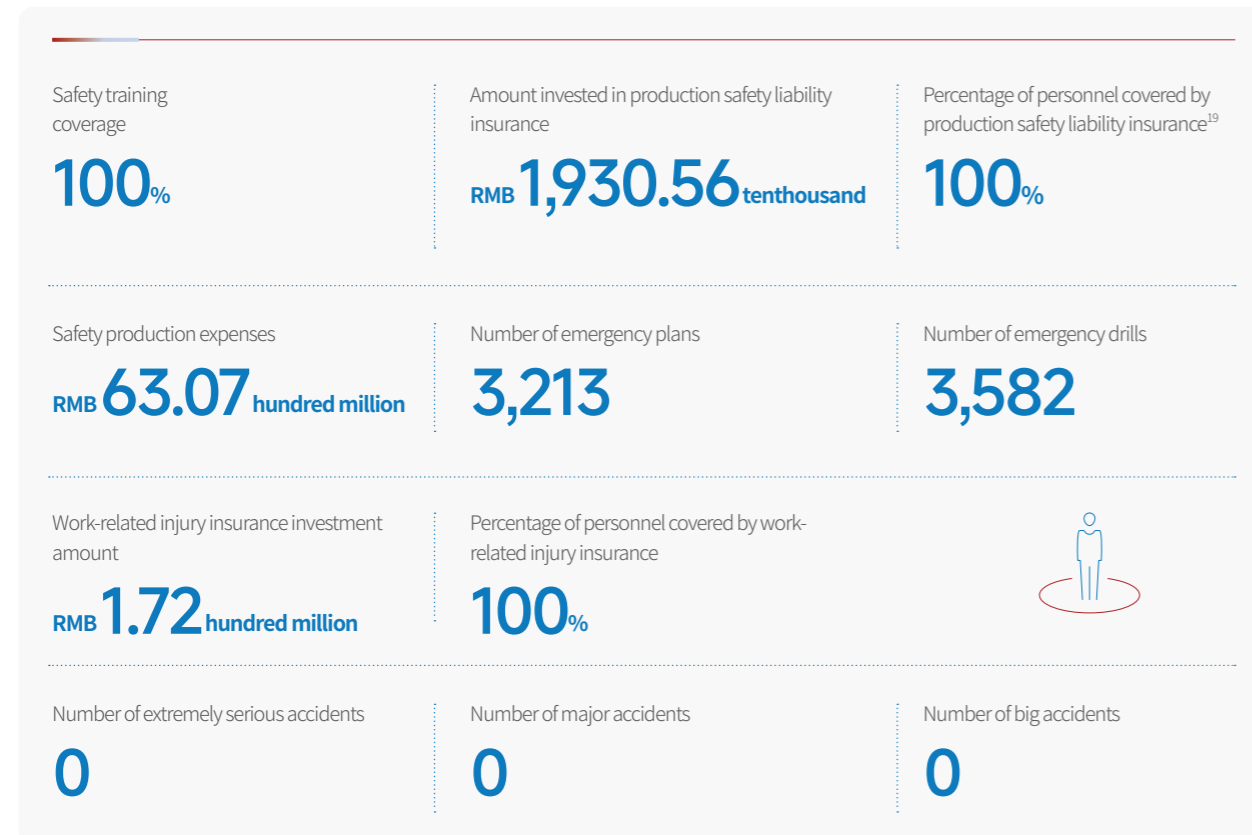 Safety training
coverage
100%
Amount invested in production safety liability
insurance
RMB 1,930.56 tenthousand
Percentage of personnel covered by
production safety liability insurance19
100%
Safety production expenses
RMB 63.07 hundred million
Number of emergency plans
3,213
Number of emergency drills
3,582
Work-related injury insurance investment
amount
RMB 1.72 hundred million
Percentage of personnel covered by work-
related injury insurance
100%
Number of extremely serious accidents
0
Number of major accidents
0
Number of big accidents
0